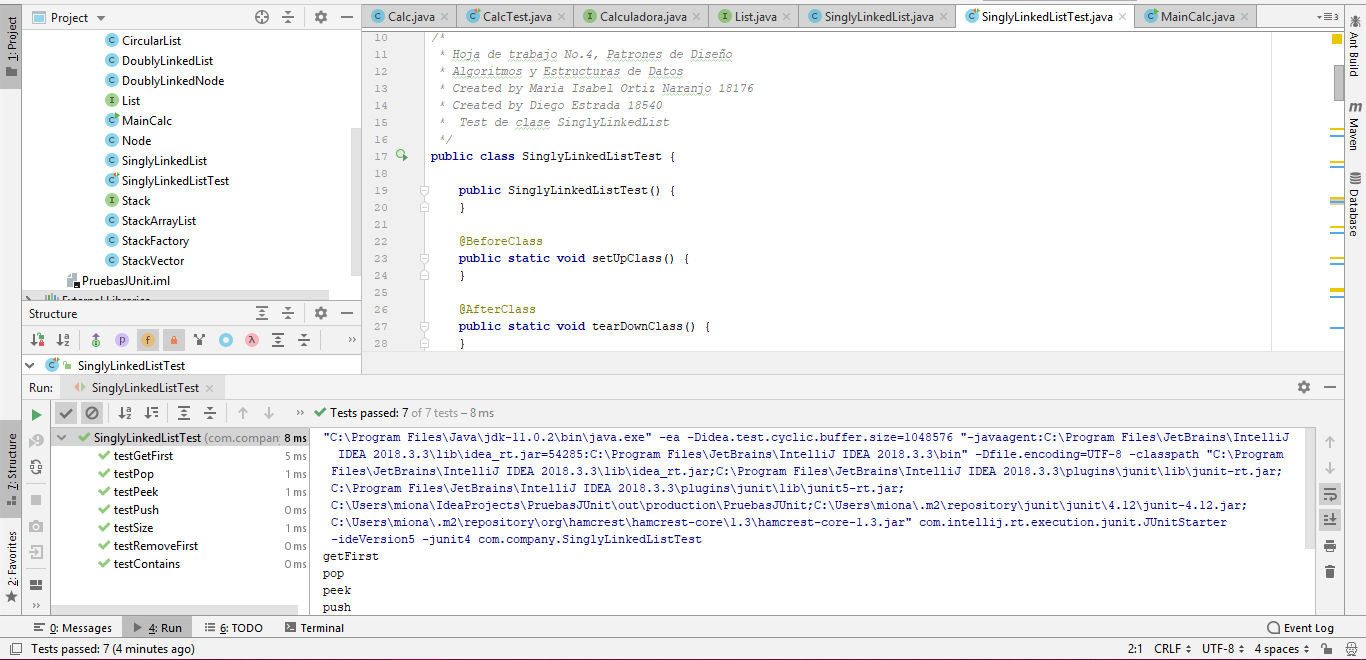 Project
Calc.java
CalcTest.java
Calculadora.java
List.java
SinglyLinkedList.java
SinglyLinkedListTest.java
MainCalc.java
3
1: Project
CircularList
DoublyLinkedList
DoublyLinkedNode
List
MainCalc
Node
SinglyLinkedList
SinglyLinkedListTest
Stack
StackArrayList
StackFactory
StackVector
PruebasJUnit.iml
External Libraries
10 /*
11 * Hoja de trabajo No.4, Patrones de Diseño
12 * Algoritmos y Estructuras de Datos
13 * Created by Maria Isabel Ortiz Naranjo 18176
14 * Created by Diego Estrada 18540
15 * Test de clase SinglyLinkedList
16 */
17 public class SinglyLinkedListTest {
18
19 public SinglyLinkedListTest() {
20 }
21
22 @BeforeClass
23 public static void setUpClass() {
24 }
25
26 @AfterClass
27 public static void tearDownClass() {
28 }
Ant Build
m Maven
Database
Structure
SinglyLinkedListTest
Run: SinglyLinkedListTest
Tests passed: 7 of 7 tests – 8 ms
7: Structure
2: Favorites
SinglyLinkedListTest (com.compan 8 ms
testGetFirst 5 ms
testPop 1 ms
testPeek 1 ms
testPush 0 ms
testSize 1 ms
testRemoveFirst 0 ms
testContains 0 ms
"C:\Program Files\Java\jdk-11.0.2\bin\java.exe" -ea -Didea.test.cyclic.buffer.size=1048576 "-javaagent:C:\Program Files\JetBrains\IntelliJ
IDEA 2018.3.3\lib\idea_rt.jar=54285:C:\Program Files\JetBrains\IntelliJ IDEA 2018.3.3\bin" -Dfile.encoding=UTF-8 -classpath "C:\Program
Files\JetBrains\IntelliJ IDEA 2018.3.3\lib\idea_rt.jar;C:\Program Files\JetBrains\IntelliJ IDEA 2018.3.3\plugins\junit\lib\junit-rt.jar;
C:\Program Files\JetBrains\IntelliJ IDEA 2018.3.3\plugins\junit\lib\junit5-rt.jar;
C:\Users\miona\IdeaProjects\PruebasJUnit\out\production\PruebasJUnit;C:\Users\miona\.m2\repository\junit\junit\4.12\junit-4.12.jar;
C:\Users\miona\.m2\repository\org\hamcrest\hamcrest-core\1.3\hamcrest-core-1.3.jar" com.intellij.rt.execution.junit.JUnitStarter
-ideVersion5 -junit4 com.company.SinglyLinkedListTest
getFirst
pop
peek
push
0: Messages
4: Run
6: TODO
Terminal
Event Log
Tests passed: 7 (4 minutes ago)
2:1 CRLF UTF-8 4 spaces